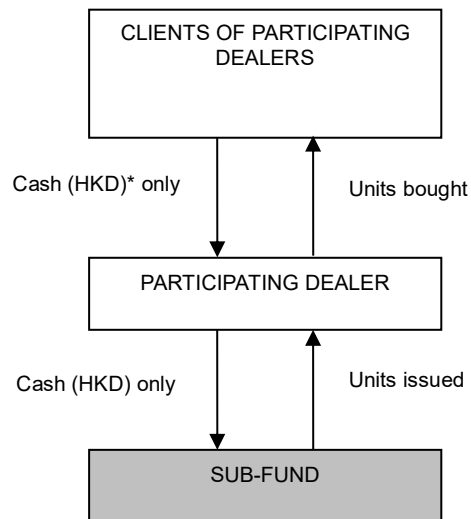 CLIENTS OF PARTICIPATING
DEALERS
Cash (HKD)* only
Units bought
PARTICIPATING DEALER
Cash (HKD) only
Units issued
SUB-FUND